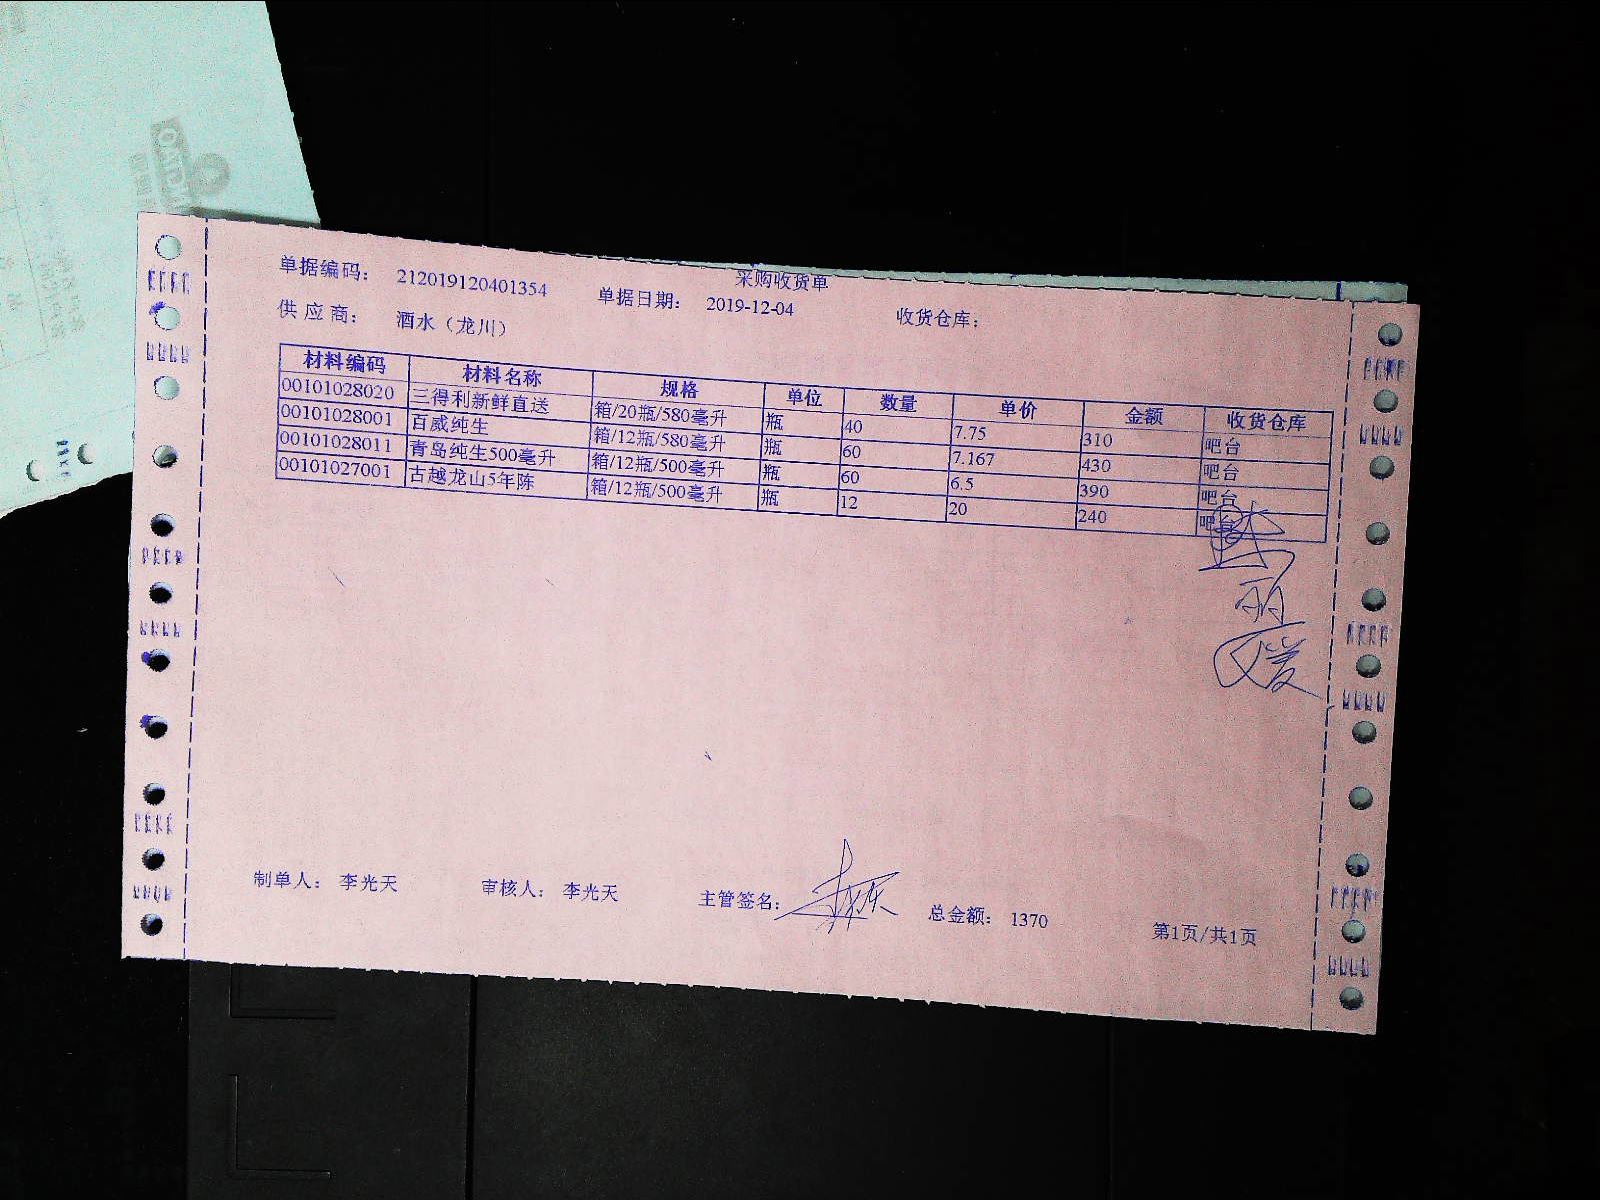 采购收货单
单据编码： 212019120401354 单据日期： 2019-12-04 收货仓库：
供应商： 酒水（龙川）
材料编码 材料名称 规格 单位 数量 单价 金额 收货仓库
00101028020 三得利新鲜直送 箱/20瓶/580毫升 瓶 40 7.75 310 吧台
00101028001 百威纯生 箱/12瓶/580毫升 瓶 60 7.167 430 吧台
00101028011 青岛纯生500毫升 箱/12瓶/500毫升 瓶 60 6.5 390 吧台
00101027001 古越龙山5年陈 箱/12瓶/500毫升 瓶 12 20 240 吧台
制单人： 李光天 审核人： 李光天 主管签名： 总金额： 1370 第1页/共1页